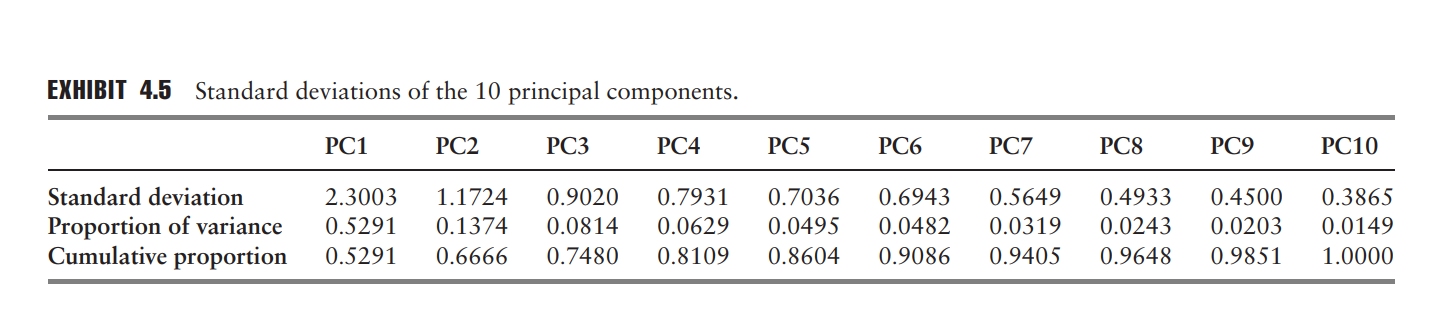 EXHIBIT 4.5 Standard deviations of the 10 principal components.
PC1 PC2 PC3 PC4 PC5 PC6 PC7 PC8 PC9 PC10
Standard deviation 2.3003 1.1724 0.9020 0.7931 0.7036 0.6943 0.5649 0.4933 0.4500 0.3865
Proportion of variance 0.5291 0.1374 0.0814 0.0629 0.0495 0.0482 0.0319 0.0243 0.0203 0.0149
Cumulative proportion 0.5291 0.6666 0.7480 0.8109 0.8604 0.9086 0.9405 0.9648 0.9851 1.0000